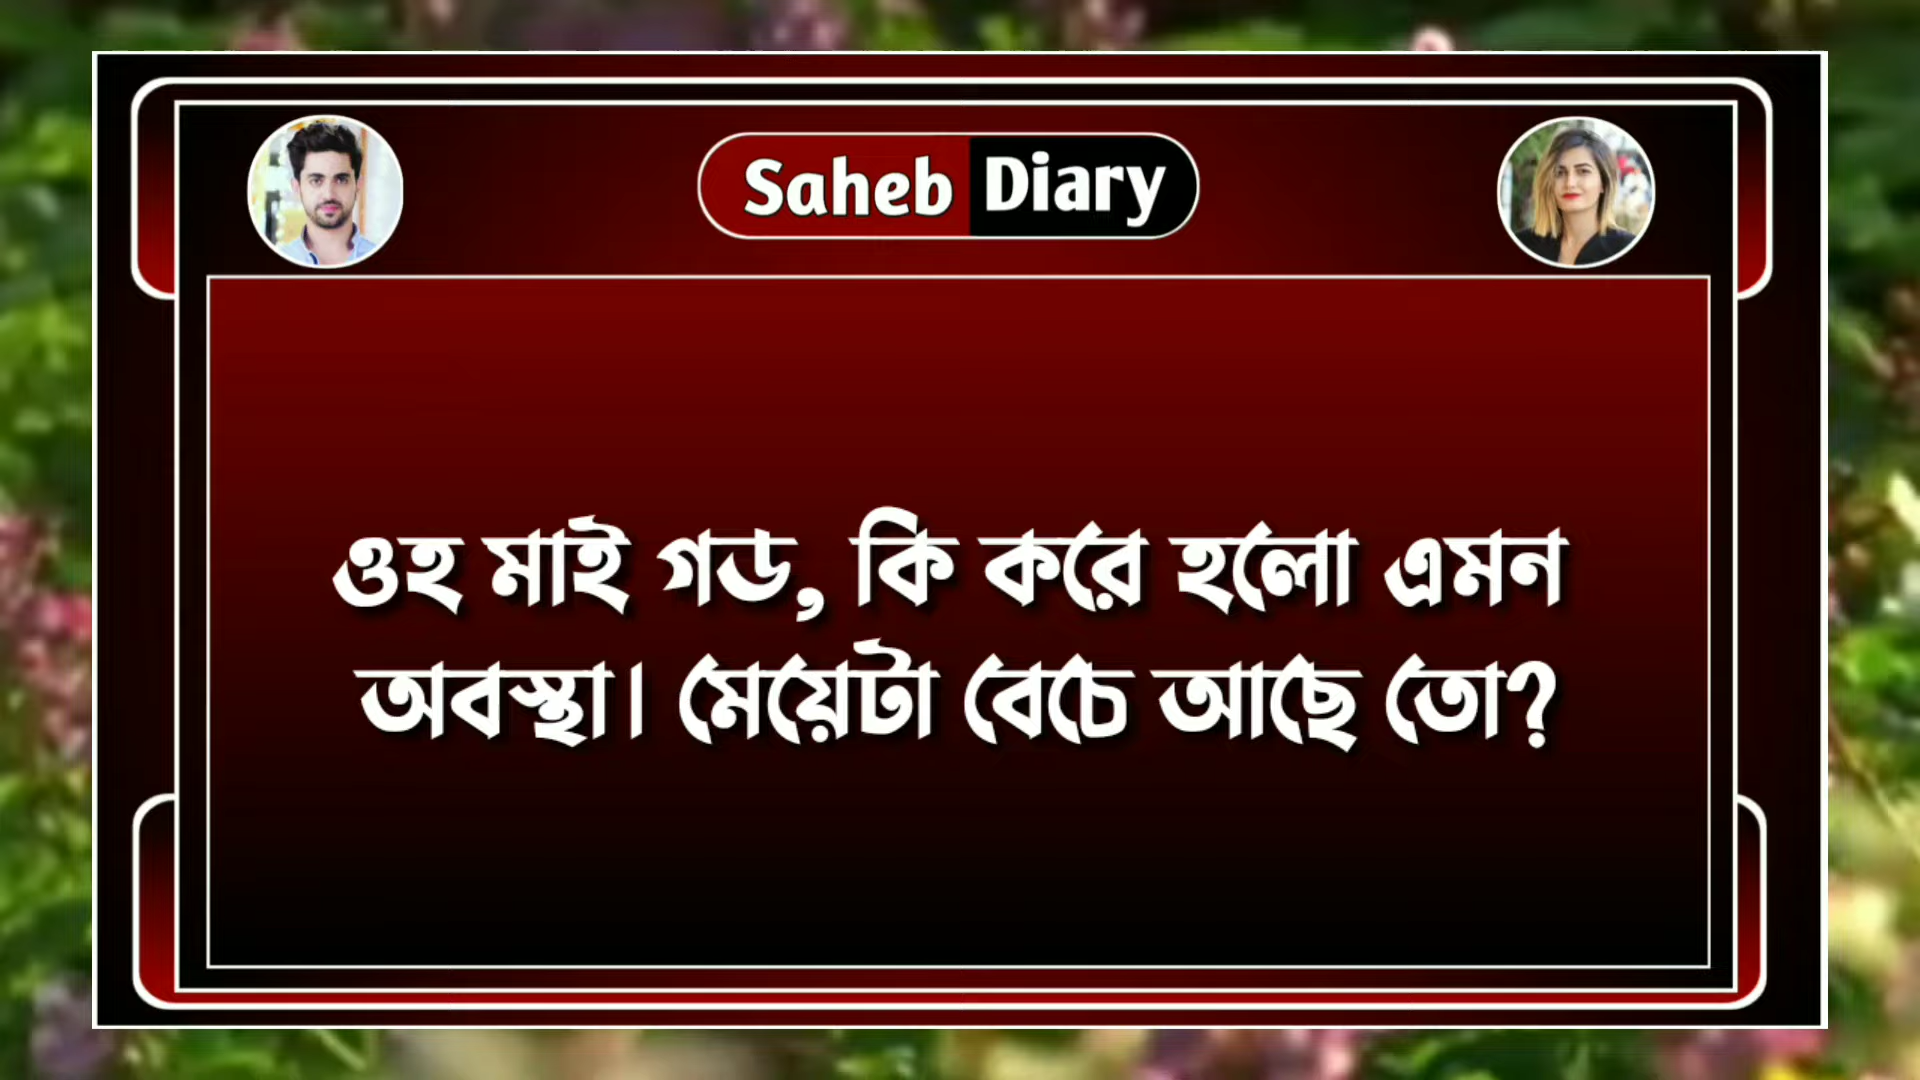 Saheb Diary
ওহ মাই গড, কি করে হলো এমন
অবস্থা। মেয়েটা বেচে আছে তো?